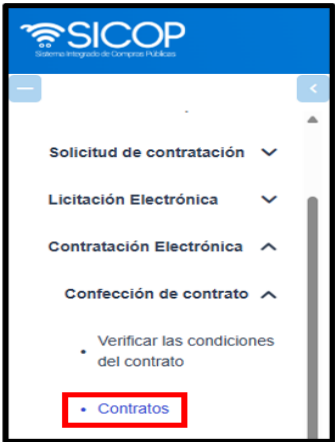 SICOP
Sistema Integrado de Compras Públicas
Solicitud de contratación
Licitación Electrónica
Contratación Electrónica
Confección de contrato
• Verificar las condiciones
del contrato
• Contratos